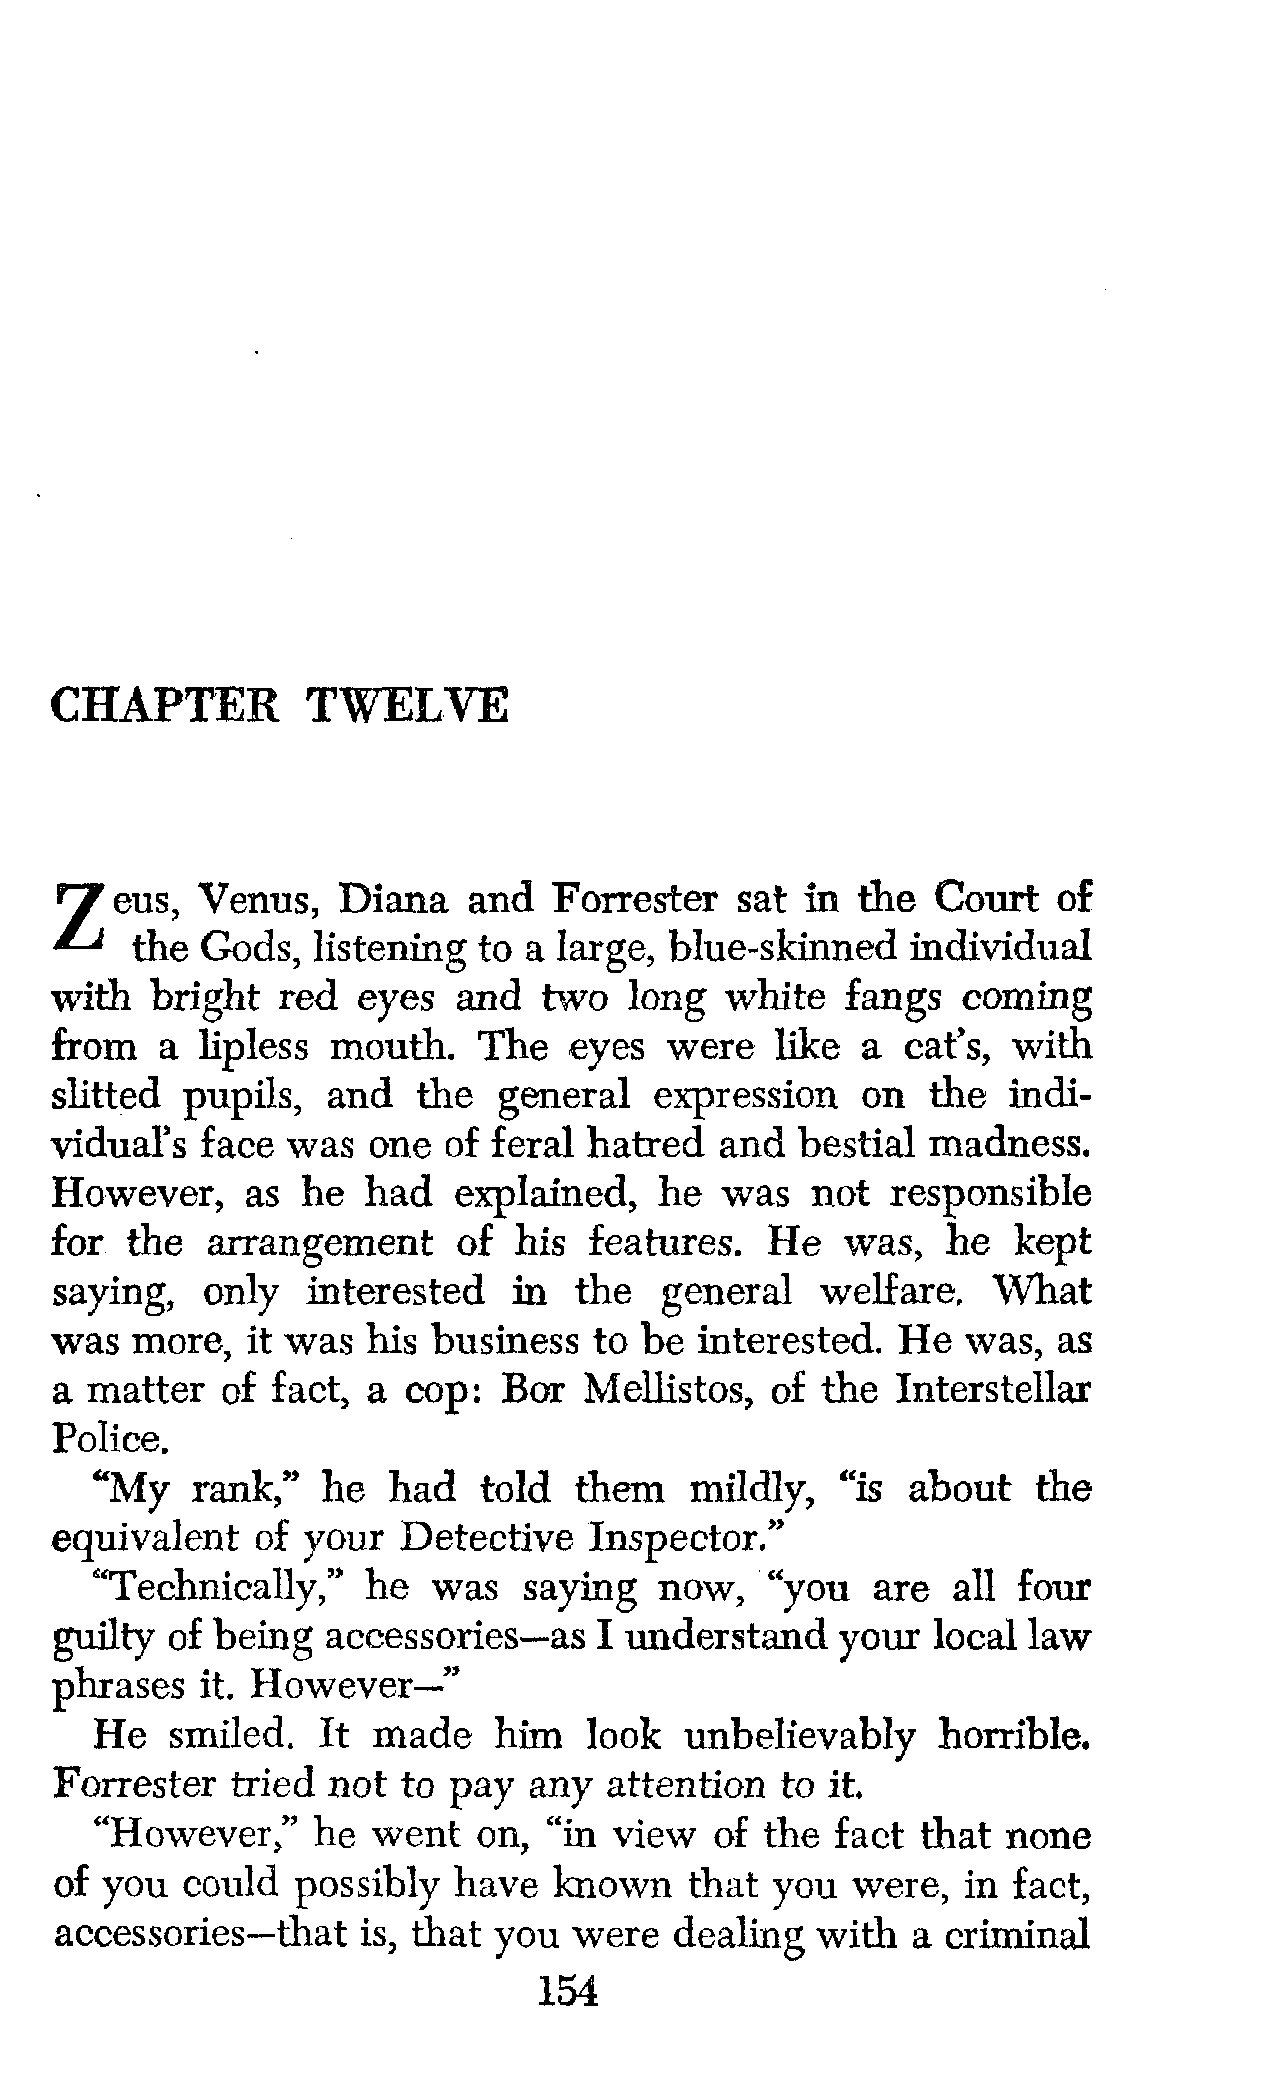 CHAPTER TWELVE
Zeus, Venus, Diana and Forrester sat in the Court of
the Gods, listening to a large, blue-skinned individual
with bright red eyes and two long white fangs coming
from a lipless mouth. The eyes were like a cat's, with
slitted pupils, and the general expression on the indi-
vidual's face was one of feral hatred and bestial madness.
However, as he had explained, he was not responsible
for the arrangement of his features. He was, he kept
saying, only interested in the general welfare. What
was more, it was his business to be interested. He was, as
a matter of fact, a cop: Bor Mellistos, of the Interstellar
Police.
“My rank,” he had told them mildly, “is about the
equivalent of your Detective Inspector.”
“Technically,” he was saying now, “you are all four
guilty of being accessories—as I understand your local law
phrases it. However—”
He smiled. It made him look unbelievably horrible.
Forrester tried not to pay any attention to it.
“However,” he went on, “in view of the fact that none
of you could possibly have known that you were, in fact,
accessories—that is, that you were dealing with a criminal
154